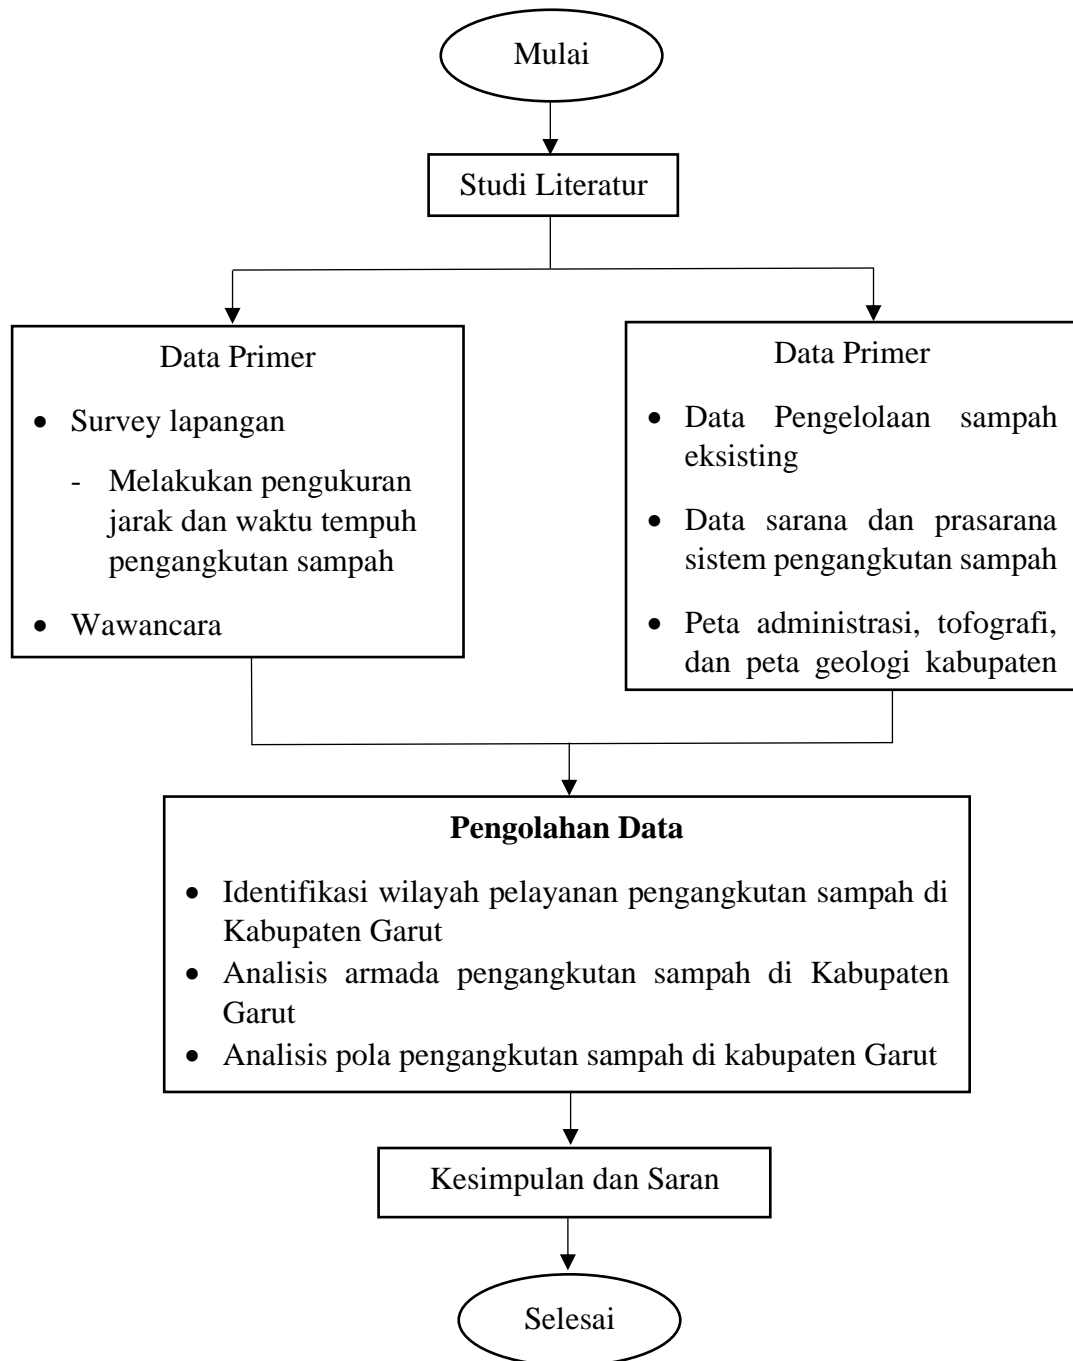 Mulai
Studi Literatur
Data Primer
• Survey lapangan
- Melakukan pengukuran
jarak dan waktu tempuh
pengangkutan sampah
• Wawancara
Data Primer
• Data Pengelolaan sampah
eksisting
• Data sarana dan prasarana
sistem pengangkutan sampah
• Peta administrasi, tofografi,
dan peta geologi kabupaten
Pengolahan Data
• Identifikasi wilayah pelayanan pengangkutan sampah di
Kabupaten Garut
• Analisis armada pengangkutan sampah di Kabupaten
Garut
• Analisis pola pengangkutan sampah di kabupaten Garut
Kesimpulan dan Saran
Selesai